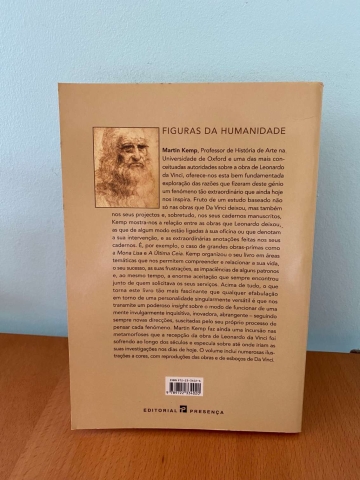 FIGURAS DA HUMANIDADE
Martin Kemp, Professor de História de Arte na
Universidade de Oxford e uma das mais con-
ceituadas autoridades sobre a obra de Leonardo
da Vinci, oferece-nos esta bem fundamentada
exploração das razões que fizeram deste génio
um fenómeno tão extraordinário que ainda hoje
nos inspira. Fruto de um estudo baseado não
só nas obras que Da Vinci deixou, mas também
nos seus projectos e, sobretudo, nos seus cadernos manuscritos,
Kemp mostra-nos a relação entre as obras que Leonardo deixou,
as que de algum modo estão ligadas à sua oficina ou que denotam
a sua intervenção, e as extraordinárias anotações feitas nos seus
cadernos. É, por exemplo, o caso de grandes obras-primas como
a Mona Lisa e A Última Ceia. Kemp organizou o seu livro em áreas
temáticas que nos permitem compreender e relacionar a sua vida,
o seu sucesso, as suas frustrações, as impaciências de alguns patronos
e, ao mesmo tempo, a enorme aceitação que sempre encontrou
junto de quem solicitava os seus serviços. Acima de tudo, o que
torna este livro tão mais fascinante que qualquer efabulação
em torno de uma personalidade singularmente versátil é que nos
transmite um poderoso insight sobre o modo de funcionar de uma
mente invulgarmente inquisitiva, inovadora, abrangente – seguindo
sempre novas direcções, suscitadas pelo seu próprio processo de
pensar cada fenómeno. Martin Kemp faz ainda uma incursão nas
metamorfoses que a recepção da obra de Leonardo da Vinci foi
sofrendo ao longo dos séculos e especula sobre até onde iriam as
suas investigações nos dias de hoje. O volume inclui numerosas ilus-
trações a cores, com reproduções das obras e de esboços de Da Vinci.
EDITORIAL PRESENÇA